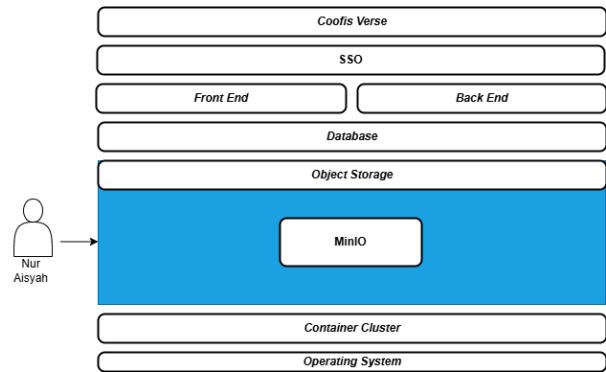 Coofis Verse
SSO
Front End
Back End
Database
Object Storage
MinIO
Nur
Aisyah
Container Cluster
Operating System